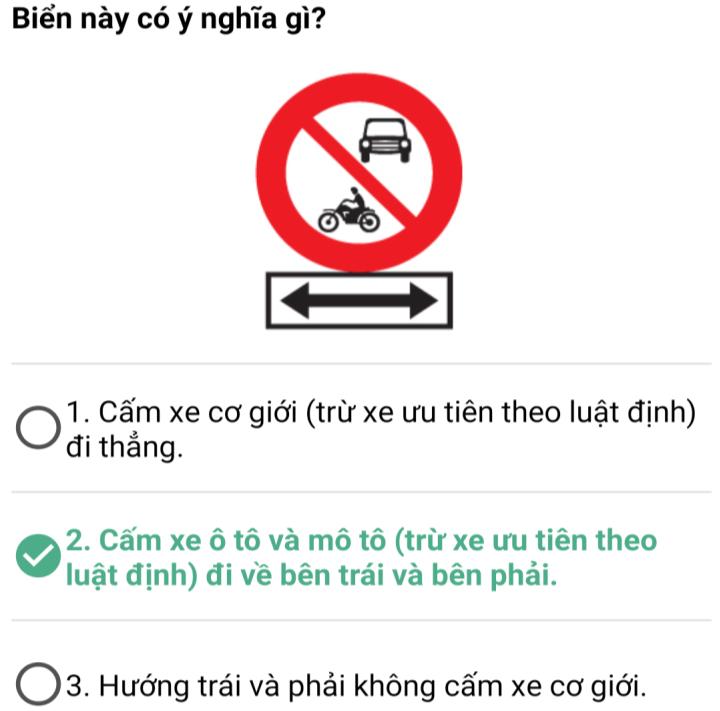 Biển này có ý nghĩa gì?
1. Cấm xe cơ giới (trừ xe ưu tiên theo luật định)
đi thẳng.
2. Cấm xe ô tô và mô tô (trừ xe ưu tiên theo
luật định) đi về bên trái và bên phải.
3. Hướng trái và phải không cấm xe cơ giới.